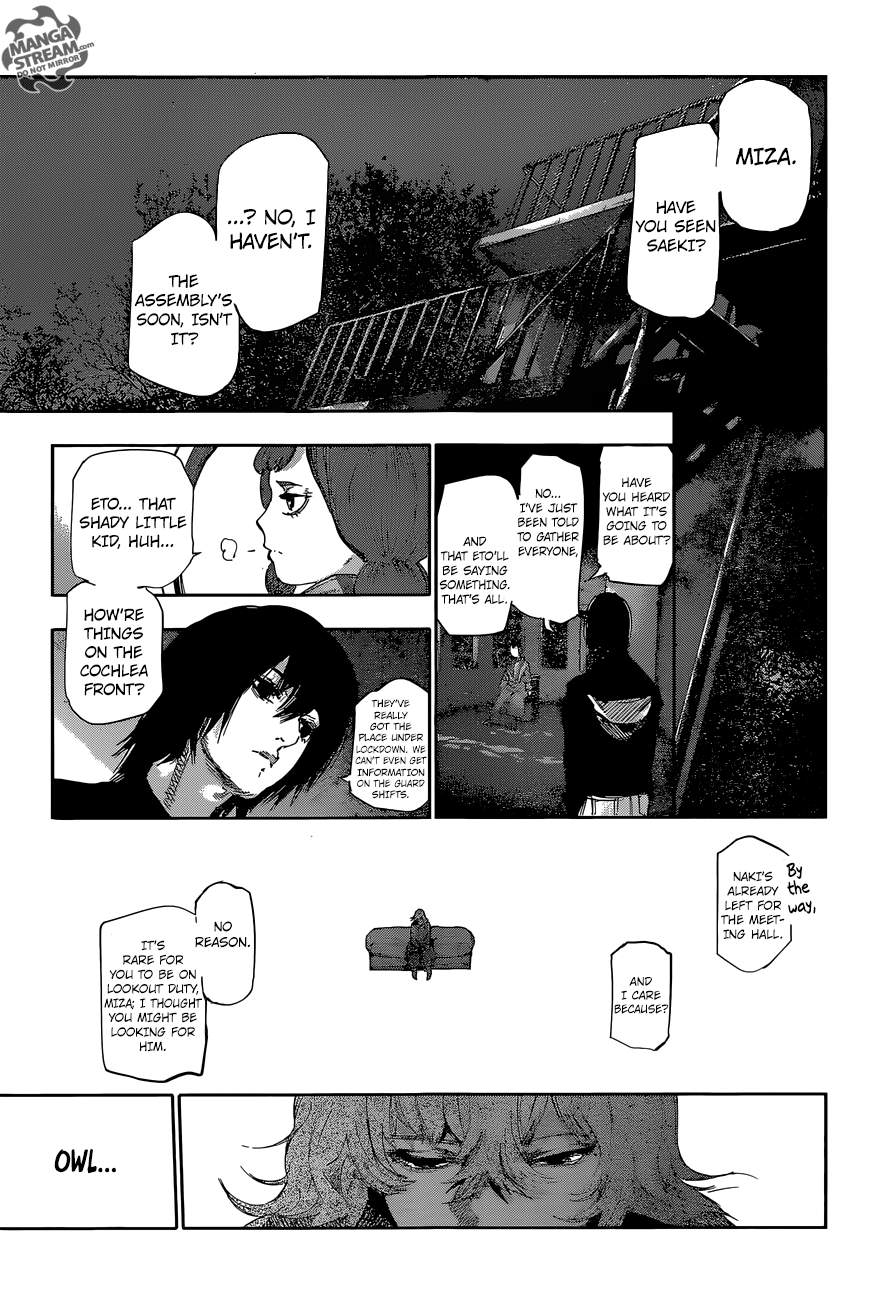 MANGA
STREAM.com
DO NOT MIRROR
MIZA.
HAVE
YOU SEEN
SAEKI?
...? NO, I
HAVEN'T.
THE
ASSEMBLY'S
SOON, ISN'T
IT?
HAVE
YOU HEARD
WHAT IT'S
GOING TO
BE ABOUT?
NO...
I'VE JUST
BEEN TOLD
TO GATHER
EVERYONE,
AND
THAT ETO'LL
BE SAYING
SOMETHING.
THAT'S ALL.
ETO... THAT
SHADY LITTLE
KID, HUH...
HOW'RE
THINGS
ON THE
COCHLEA
FRONT?
THEY'VE
REALLY
GOT THE
PLACE UNDER
LOCKDOWN. WE
CAN'T EVEN GET
INFORMATION
ON THE GUARD
SHIFTS.
By
the
way,
NAKI'S
ALREADY
LEFT FOR
THE MEET-
ING HALL.
AND
I CARE
BECAUSE?
NO
REASON.
IT'S
RARE FOR
YOU TO BE ON
LOOKOUT DUTY,
MIZA; I THOUGHT
YOU MIGHT BE
LOOKING FOR
HIM.
OWL...